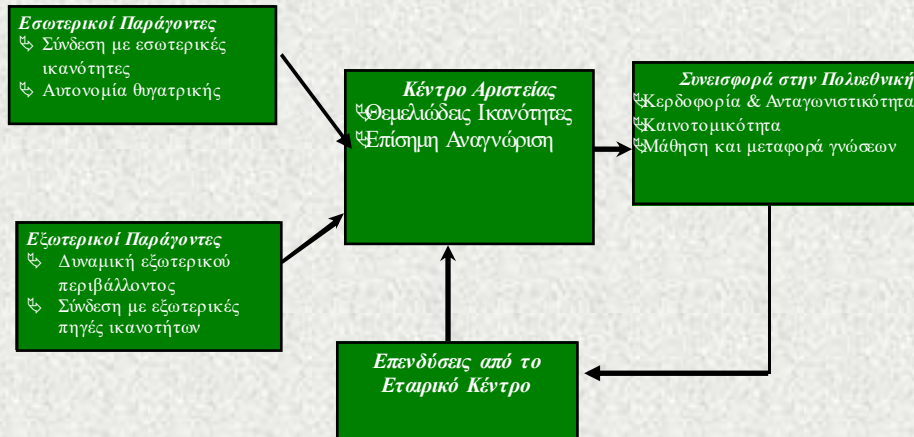 Εσωτερικοί Παράγοντες
Σύνδεση με εσωτερικές
ικανότητες
Αυτονομία θυγατρικής
Εξωτερικοί Παράγοντες
Δυναμική εξωτερικού
περιβάλλοντος
Σύνδεση με εξωτερικές
πηγές ικανοτήτων
Κέντρο Αριστείας
Θεμελιώδεις Ικανότητες
Επίσημη Αναγνώριση
Συνεισφορά στην Πολυεθνική
Κερδοφορία & Ανταγωνιστικότητα
Καινοτομικότητα
Μάθηση και μεταφορά γνώσεων
Επενδύσεις από το
Εταιρικό Κέντρο